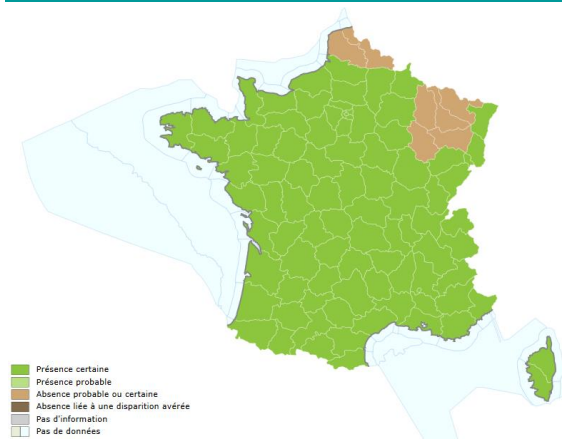 Présence certaine
Présence probable
Absence probable ou certaine
Absence liée à une disparition avérée
Pas d'information
Pas de données